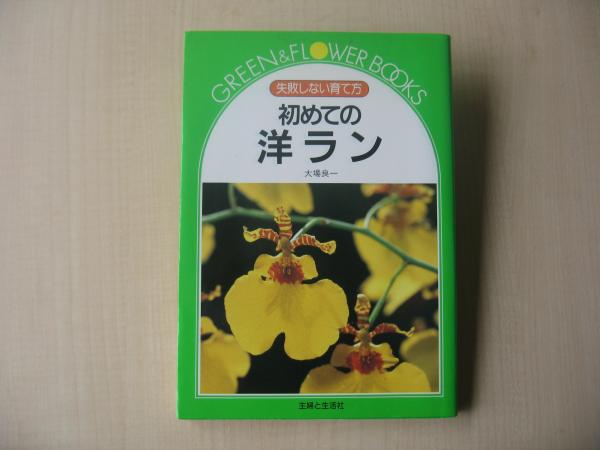 GREEN&FLOWER BOOKS
失敗しない育て方
初めての
洋ラン
大場良一
主婦と生活社